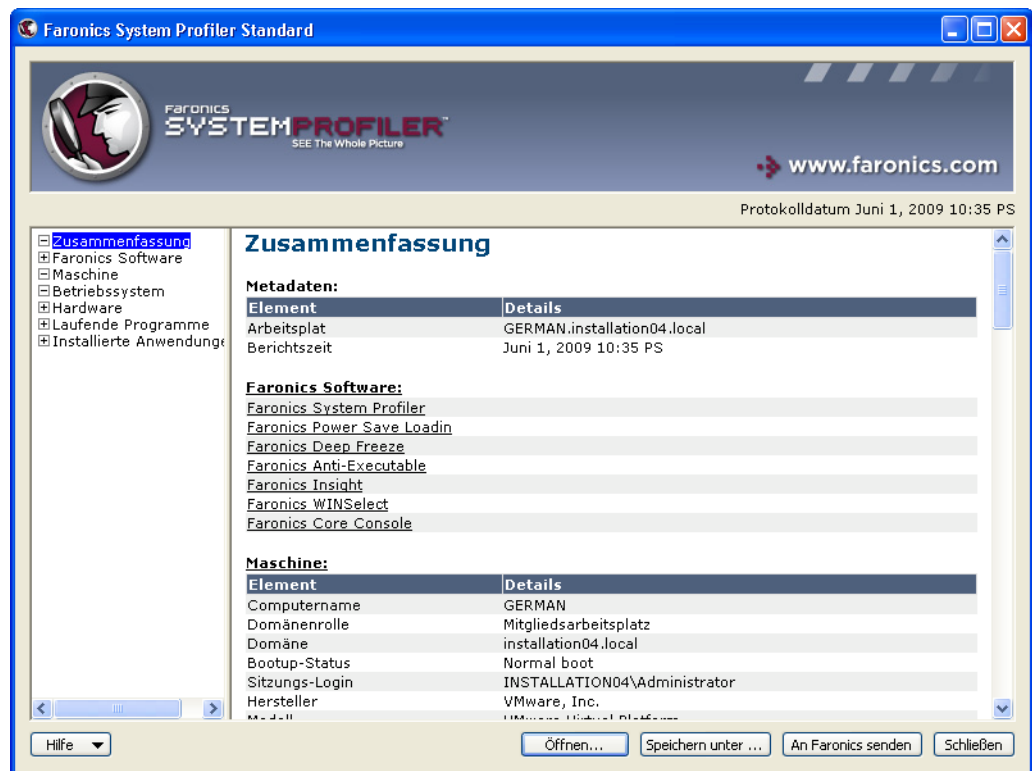 Faronics System Profiler Standard
Faronics
SYSTEMPROFILER™
SEE The Whole Picture
www.faronics.com
Protokolldatum Juni 1, 2009 10:35 PS
Zusammenfassung
Faronics Software
Maschine
Betriebssystem
Hardware
Laufende Programme
Installierte Anwendunge
Zusammenfassung
Metadaten:
Element Details
Arbeitsplat GERMAN.installation04.local
Berichtszeit Juni 1, 2009 10:35 PS
Faronics Software:
Faronics System Profiler
Faronics Power Save Loadin
Faronics Deep Freeze
Faronics Anti-Executable
Faronics Insight
Faronics WINSelect
Faronics Core Console
Maschine:
Element Details
Computername GERMAN
Domänenrolle Mitgliedsarbeitsplatz
Domäne installation04.local
Bootup-Status Normal boot
Sitzungs-Login INSTALLATION04\Administrator
Hersteller VMware, Inc.
Modell VMware Virtual Platform
Hilfe Öffnen... Speichern unter ... An Faronics senden Schließen